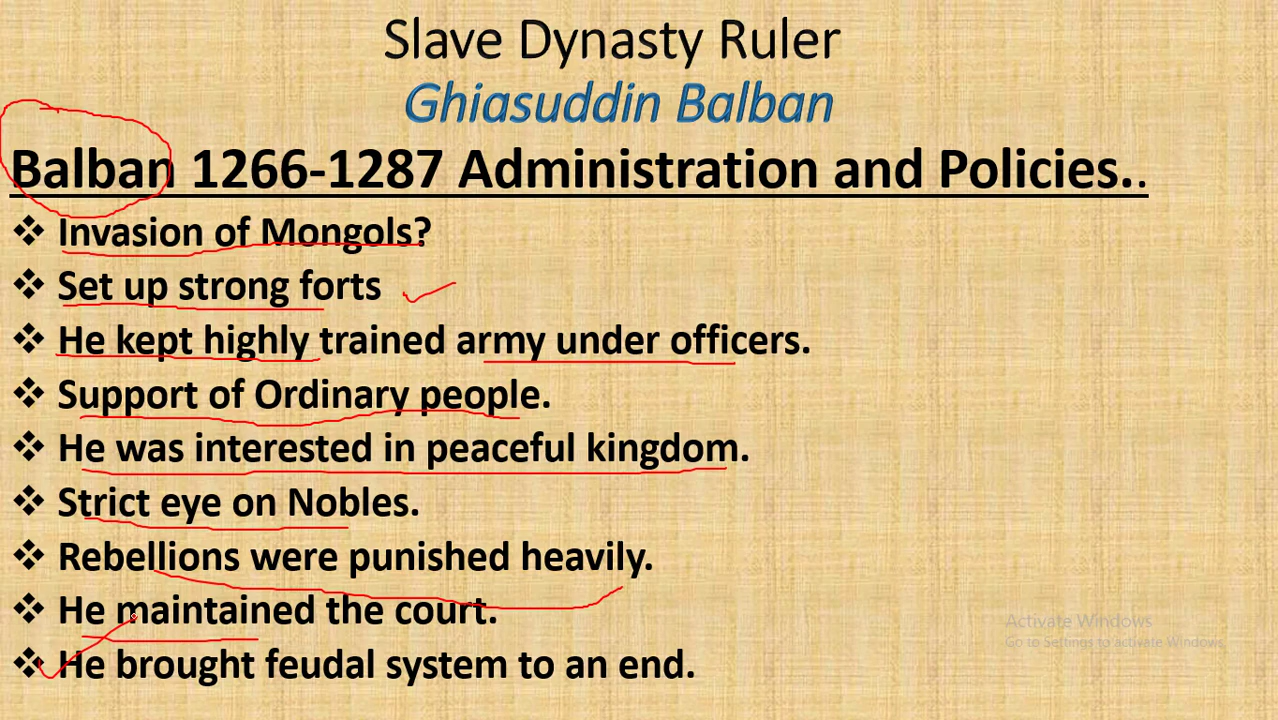 Slave Dynasty Ruler
Ghiasuddin Balban
Balban 1266-1287 Administration and Policies..
❖ Invasion of Mongols?
❖ Set up strong forts
❖ He kept highly trained army under officers.
❖ Support of Ordinary people.
❖ He was interested in peaceful kingdom.
❖ Strict eye on Nobles.
❖ Rebellions were punished heavily.
❖ He maintained the court.
❖ He brought feudal system to an end.
Activate Windows
Go to Settings to activate Windows.